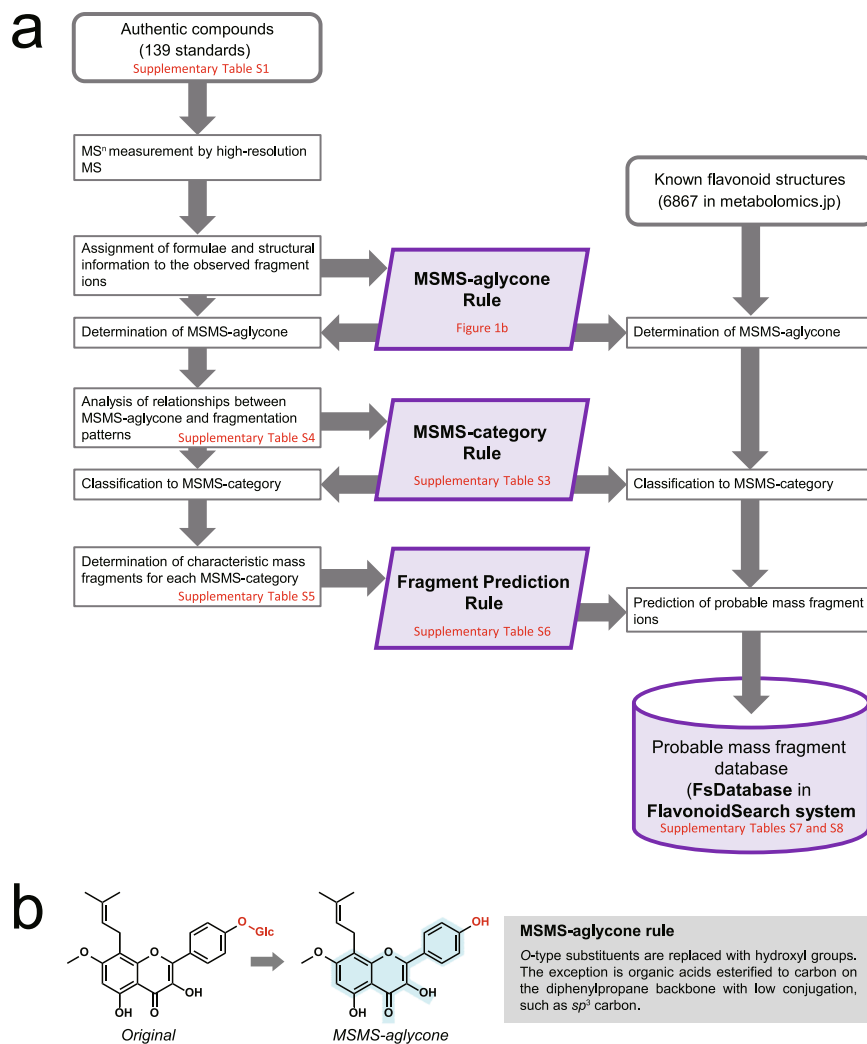 a
Authentic compounds
(139 standards)
Supplementary Table S1
MSⁿ measurement by high-resolution
MS
Assignment of formulae and structural
information to the observed fragment
ions
Determination of MSMS-aglycone
Analysis of relationships between
MSMS-aglycone and fragmentation
patterns
Supplementary Table S4
Classification to MSMS-category
Determination of characteristic mass
fragments for each MSMS-category
Supplementary Table S5
MSMS-aglycone
Rule
Figure 1b
MSMS-category
Rule
Supplementary Table S3
Fragment Prediction
Rule
Supplementary Table S6
Known flavonoid structures
(6867 in metabolomics.jp)
Determination of MSMS-aglycone
Classification to MSMS-category
Prediction of probable mass fragment
ions
Probable mass fragment
database
(FsDatabase in
FlavonoidSearch system
Supplementary Tables S7 and S8
b
O
Glc
O
O
OH
OH
O
Original
OH
O
O
OH
OH
O
MSMS-aglycone
MSMS-aglycone rule
O-type substituents are replaced with hydroxyl groups.
The exception is organic acids esterified to carbon on
the diphenylpropane backbone with low conjugation,
such as sp³ carbon.